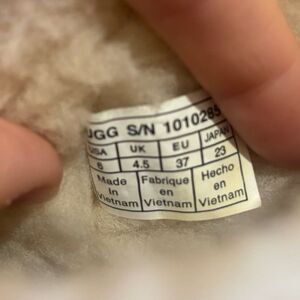 UGG S/N 1010285
USA UK EU JAPAN
6 4.5 37 23
Made Fabrique Hecho
in en en
Vietnam Vietnam Vietnam